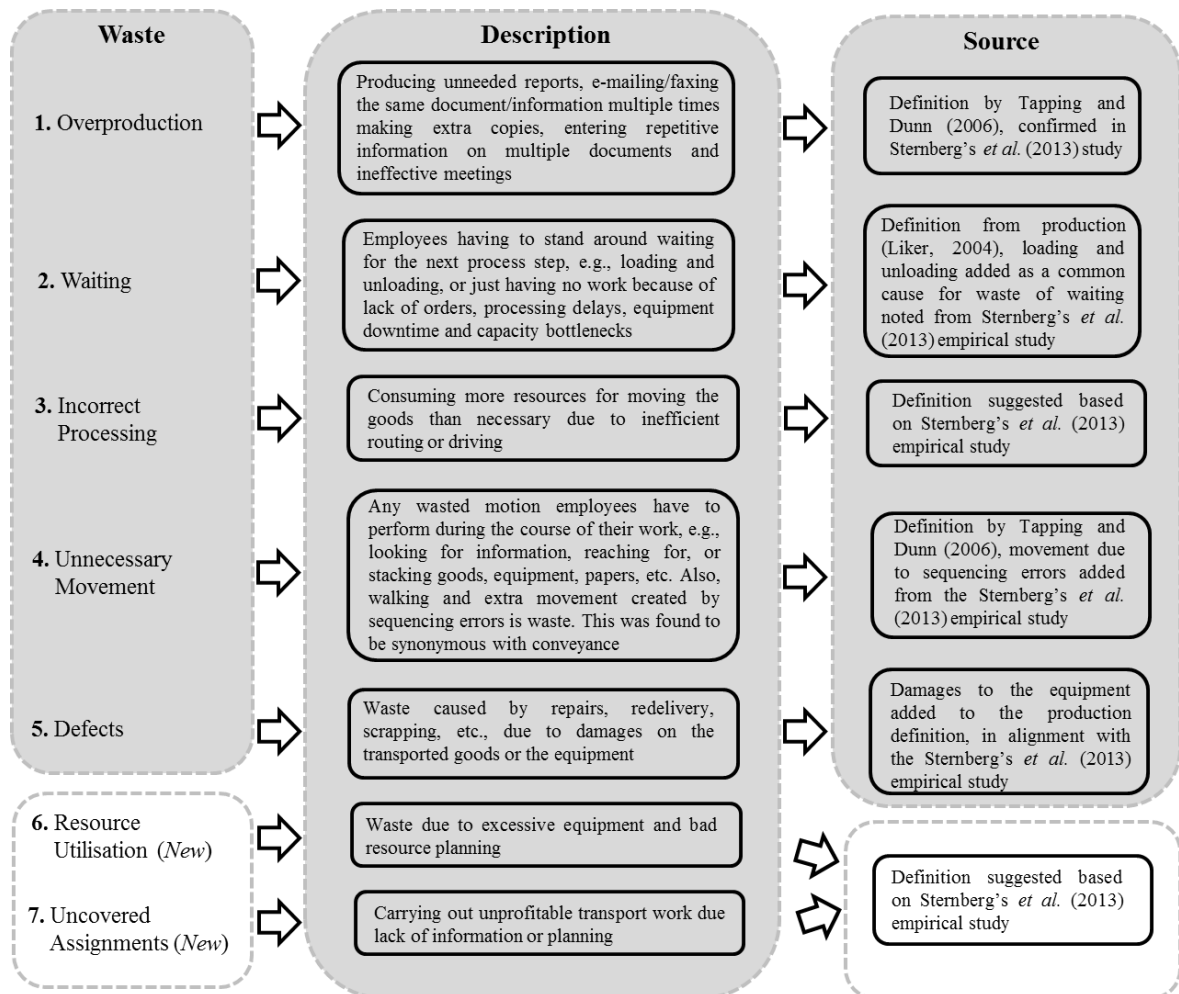 Waste
Description
Source
1. Overproduction
Producing unneeded reports, e-mailing/faxing
the same document/information multiple times
making extra copies, entering repetitive
information on multiple documents and
ineffective meetings
Definition by Tapping and
Dunn (2006), confirmed in
Sternberg’s et al. (2013) study
2. Waiting
Employees having to stand around waiting
for the next process step, e.g., loading and
unloading, or just having no work because of
lack of orders, processing delays, equipment
downtime and capacity bottlenecks
Definition from production
(Liker, 2004), loading and
unloading added as a common
cause for waste of waiting
noted from Sternberg’s et al.
(2013) empirical study
3. Incorrect
Processing
Consuming more resources for moving the
goods than necessary due to inefficient
routing or driving
Definition suggested based
on Sternberg’s et al. (2013)
empirical study
4. Unnecessary
Movement
Any wasted motion employees have to
perform during the course of their work, e.g.,
looking for information, reaching for, or
stacking goods, equipment, papers, etc. Also,
walking and extra movement created by
sequencing errors is waste. This was found to
be synonymous with conveyance
Definition by Tapping and
Dunn (2006), movement due
to sequencing errors added
from the Sternberg’s et al.
(2013) empirical study
5. Defects
Waste caused by repairs, redelivery,
scrapping, etc., due to damages on the
transported goods or the equipment
Damages to the equipment
added to the production
definition, in alignment with
the Sternberg’s et al. (2013)
empirical study
6. Resource
Utilisation (New)
Waste due to excessive equipment and bad
resource planning
7. Uncovered
Assignments (New)
Carrying out unprofitable transport work due
lack of information or planning
Definition suggested based
on Sternberg’s et al. (2013)
empirical study